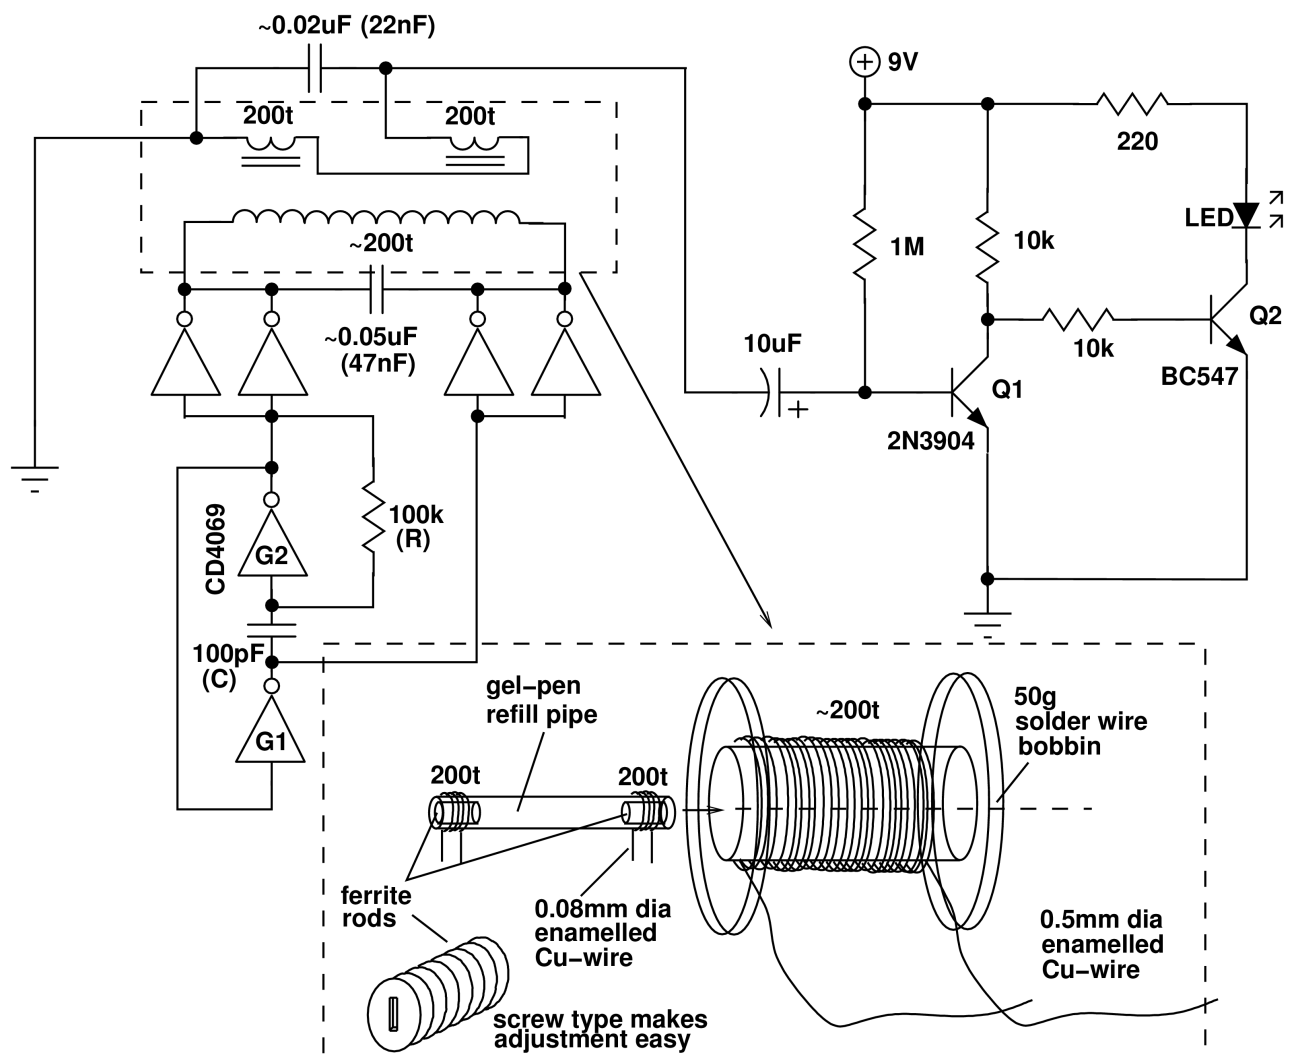 ~0.02uF (22nF)
200t
200t
~200t
~0.05uF
(47nF)
9V
220
LED
1M
10k
10k
Q2
BC547
10uF
+
Q1
2N3904
CD4069
G2
100k
(R)
100pF
(C)
G1
gel-pen
refill pipe
200t
200t
~200t
50g
solder wire
bobbin
ferrite
rods
0.08mm dia
enamelled
Cu-wire
0.5mm dia
enamelled
Cu-wire
screw type makes
adjustment easy